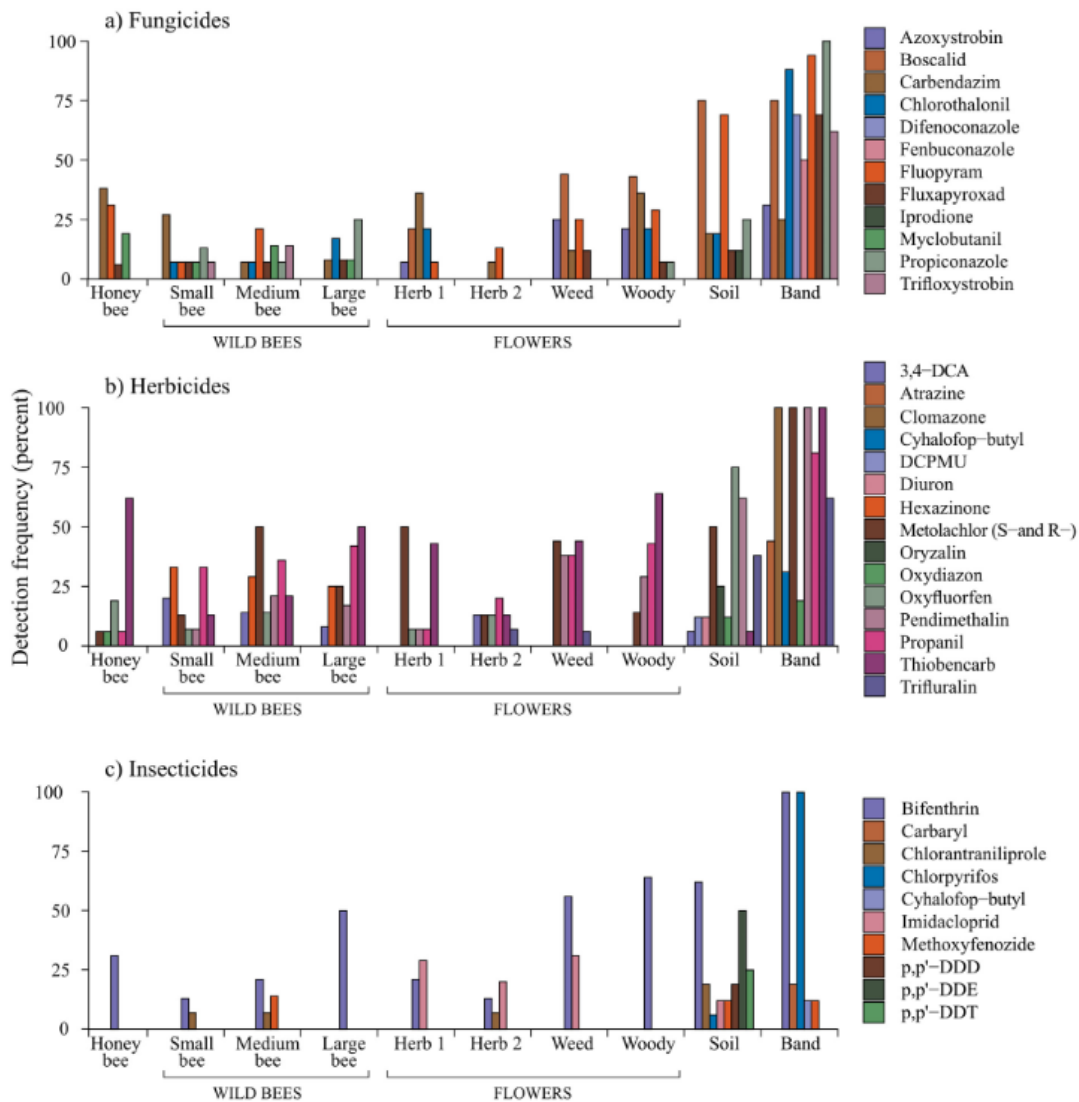 a) Fungicides
100
75
50
25
0
Honey bee
Small bee
Medium bee
Large bee
Herb 1
Herb 2
Weed
Woody
Soil
Band
WILD BEES
FLOWERS
Azoxystrobin
Boscalid
Carbendazim
Chlorothalonil
Difenoconazole
Fenbuconazole
Fluopyram
Fluxapyroxad
Iprodione
Myclobutanil
Propiconazole
Trifloxystrobin
Detection frequency (percent)
b) Herbicides
100
75
50
25
0
Honey bee
Small bee
Medium bee
Large bee
Herb 1
Herb 2
Weed
Woody
Soil
Band
WILD BEES
FLOWERS
3,4−DCA
Atrazine
Clomazone
Cyhalofop−butyl
DCPMU
Diuron
Hexazinone
Metolachlor (S−and R−)
Oryzalin
Oxydiazon
Oxyfluorfen
Pendimethalin
Propanil
Thiobencarb
Trifluralin
c) Insecticides
100
75
50
25
0
Honey bee
Small bee
Medium bee
Large bee
Herb 1
Herb 2
Weed
Woody
Soil
Band
WILD BEES
FLOWERS
Bifenthrin
Carbaryl
Chlorantraniliprole
Chlorpyrifos
Cyhalofop−butyl
Imidacloprid
Methoxyfenozide
p,p'−DDD
p,p'−DDE
p,p'−DDT